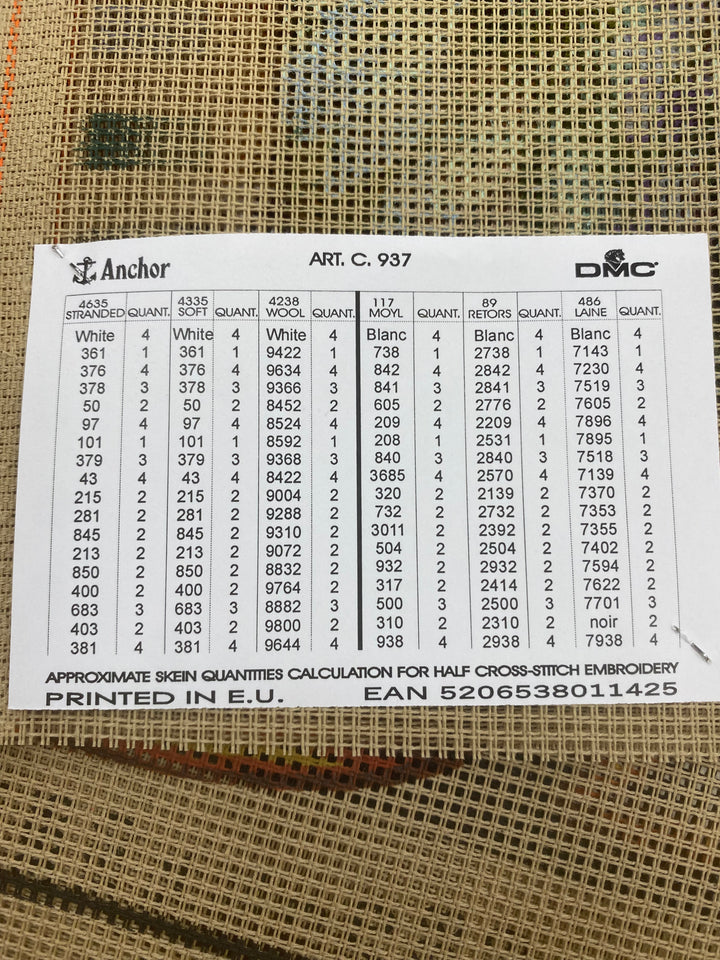 Anchor ART. C. 937 DMC
4635 STRANDED QUANT. 4335 SOFT QUANT. 4238 WOOL QUANT. 117 MOYL QUANT. 89 RETORS QUANT. 486 LAINE QUANT.
White 4 White 4 White 4 Blanc 4 Blanc 4 Blanc 4
361 1 361 1 9422 1 738 1 2738 1 7143 1
376 4 376 4 9634 4 842 4 2842 4 7230 4
378 3 378 3 9366 3 841 3 2841 3 7519 3
50 2 50 2 8452 2 605 2 2776 2 7605 2
97 4 97 4 8524 4 209 4 2209 4 7896 4
101 1 101 1 8592 1 208 1 2531 1 7895 1
379 3 379 3 9368 3 840 3 2840 3 7518 3
43 4 43 4 8422 4 3685 4 2570 4 7139 4
215 2 215 2 9004 2 320 2 2139 2 7370 2
281 2 281 2 9288 2 732 2 2732 2 7353 2
845 2 845 2 9310 2 3011 2 2392 2 7355 2
213 2 213 2 9072 2 504 2 2504 2 7402 2
850 2 850 2 8832 2 932 2 2932 2 7594 2
400 2 400 2 9764 2 317 2 2414 2 7622 2
683 3 683 3 8882 3 500 3 2500 3 7701 3
403 2 403 2 9800 2 310 2 2310 2 noir 2
381 4 381 4 9644 4 938 4 2938 4 7938 4
APPROXIMATE SKEIN QUANTITIES CALCULATION FOR HALF CROSS-STITCH EMBROIDERY
PRINTED IN E.U. EAN 5206538011425